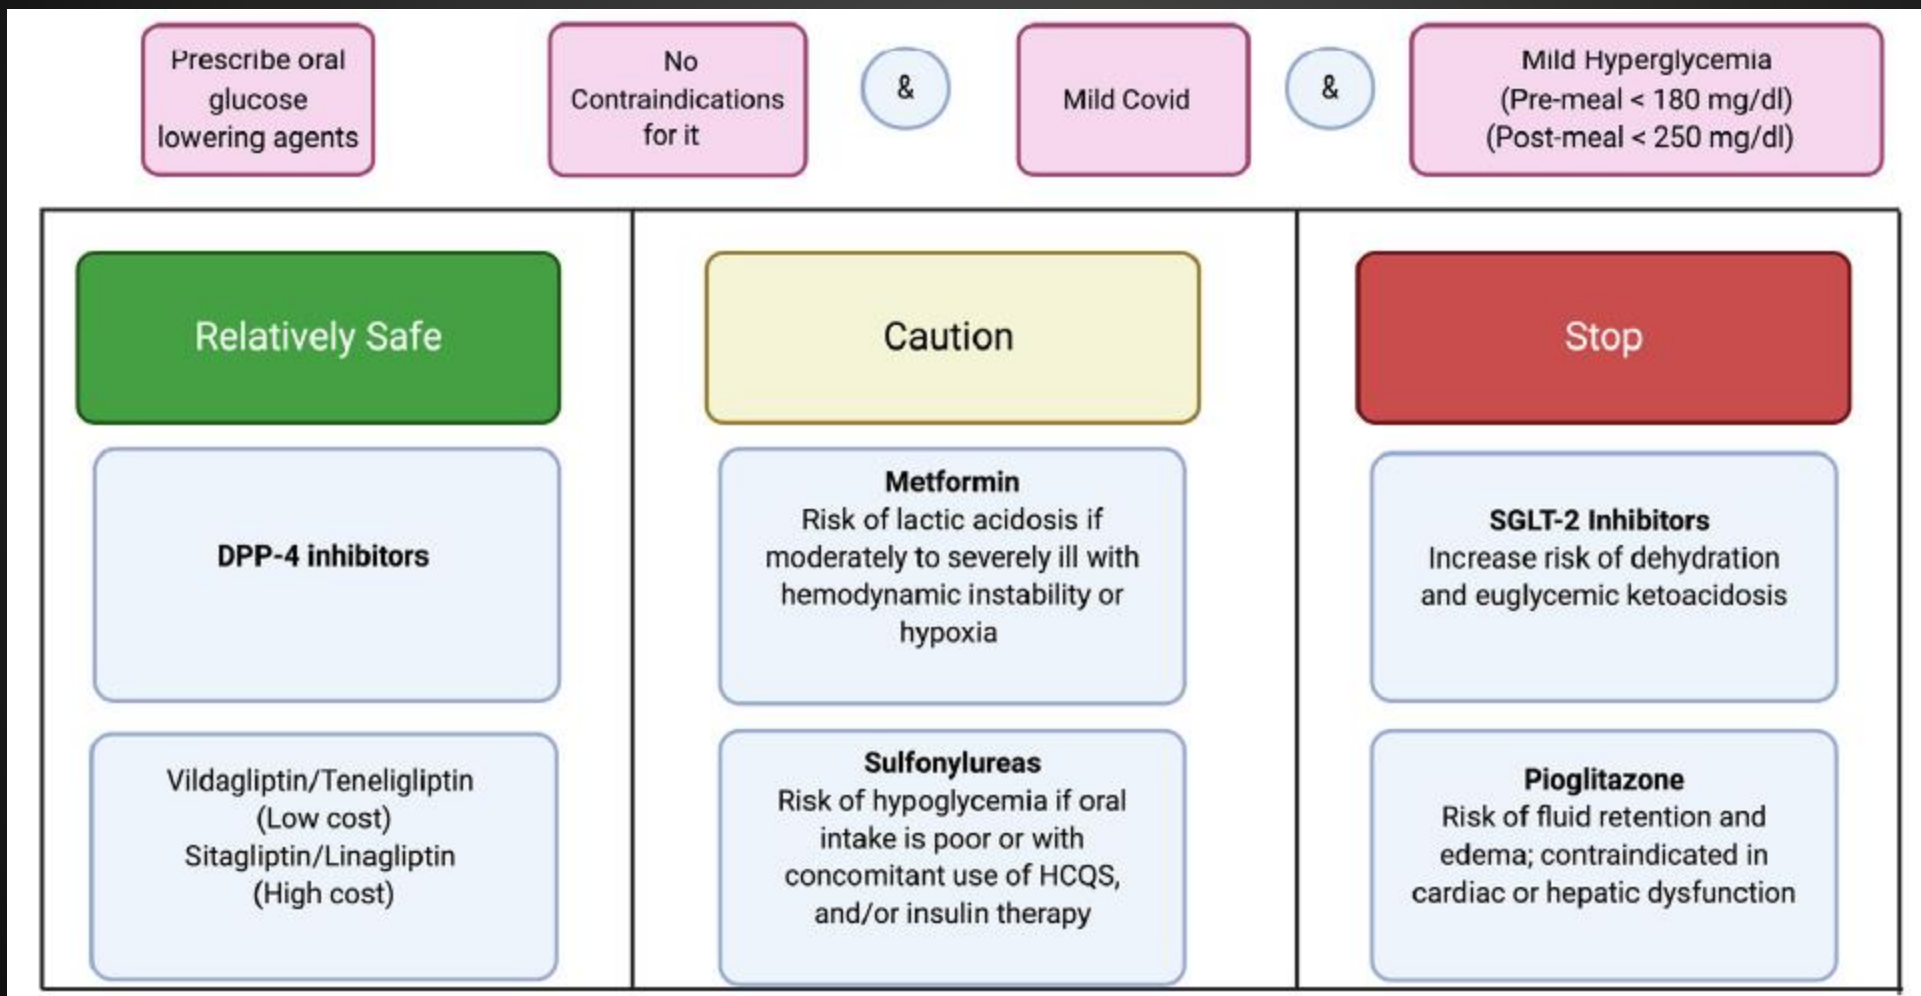 Prescribe oral
glucose
lowering agents
No
Contraindications
for it
&
Mild Covid
&
Mild Hyperglycemia
(Pre-meal < 180 mg/dl)
(Post-meal < 250 mg/dl)
Relatively Safe
DPP-4 inhibitors
Vildagliptin/Teneligliptin
(Low cost)
Sitagliptin/Linagliptin
(High cost)
Caution
Metformin
Risk of lactic acidosis if
moderately to severely ill with
hemodynamic instability or
hypoxia
Sulfonylureas
Risk of hypoglycemia if oral
intake is poor or with
concomitant use of HCQS,
and/or insulin therapy
Stop
SGLT-2 Inhibitors
Increase risk of dehydration
and euglycemic ketoacidosis
Pioglitazone
Risk of fluid retention and
edema; contraindicated in
cardiac or hepatic dysfunction